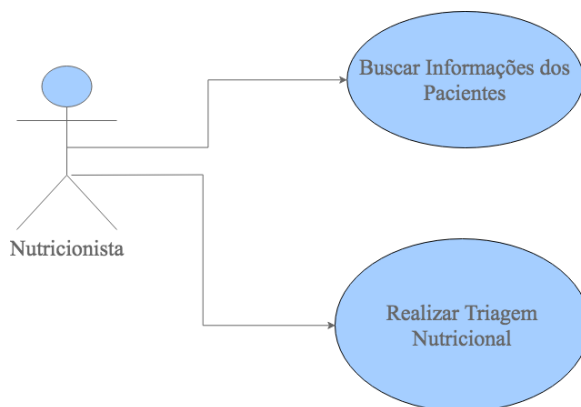 Buscar Informações dos
Pacientes
Nutricionista
Realizar Triagem
Nutricional